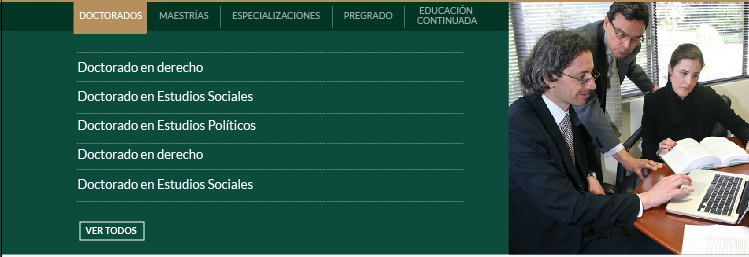 DOCTORADOS
MAESTRÍAS
ESPECIALIZACIONES
PREGRADO
EDUCACIÓN
CONTINUADA
Doctorado en derecho
Doctorado en Estudios Sociales
Doctorado en Estudios Políticos
Doctorado en derecho
Doctorado en Estudios Sociales
VER TODOS